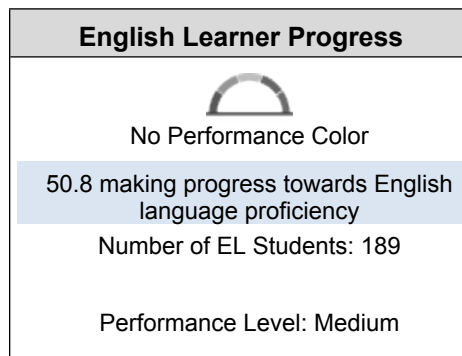 English Learner Progress
No Performance Color
50.8 making progress towards English
language proficiency
Number of EL Students: 189
Performance Level: Medium